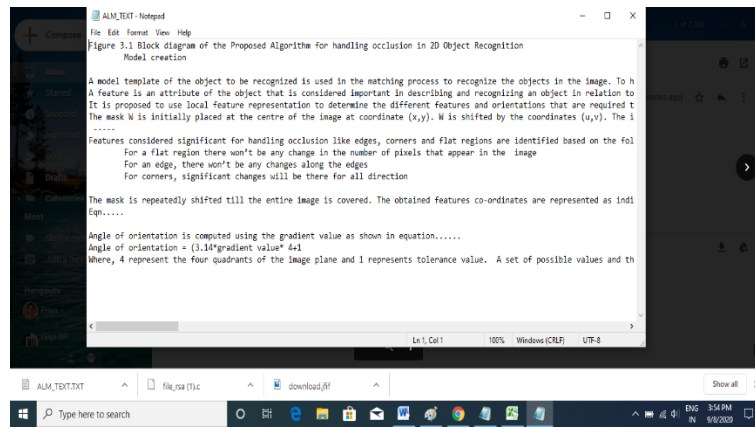 ALM_TEXT - Notepad
File Edit Format View Help
Figure 3.1 Block diagram of the Proposed Algorithm for handling occlusion in 2D Object Recognition
Model creation
A model template of the object to be recognized is used in the matching process to recognize the objects in the image. To h
A feature is an attribute of the object that is considered important in describing and recognizing an object in relation to
It is proposed to use local feature representation to determine the different features and orientations that are required t
The mask W is initially placed at the centre of the image at coordinate (x,y). W is shifted by the coordinates (u,v). The i
-----
Features considered significant for handling occlusion like edges, corners and flat regions are identified based on the fol
For a flat region there won't be any change in the number of pixels that appear in the image
For an edge, there won't be any changes along the edges
For corners, significant changes will be there for all direction
The mask is repeatedly shifted till the entire image is covered. The obtained features co-ordinates are represented as indi
Eqn.....
Angle of orientation is computed using the gradient value as shown in equation......
Angle of orientation = (3.14*gradient value* 4+1
Where, 4 represent the four quadrants of the image plane and 1 represents tolerance value. A set of possible values and th
Ln 1, Col 1 100% Windows (CRLF) UTF-8
Compose
Inbox
Starred
Snoozed
Important
Drafts
Categories
Meet
Hangouts
ALM_TEXT.TXT
file_rsa (1).c
download.jfif
Show all
Type here to search
ENG 3:54 PM
IN 9/8/2020